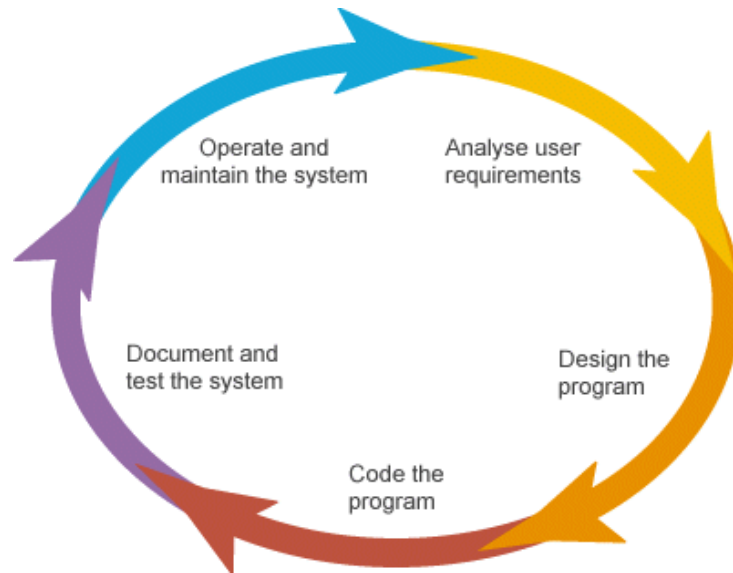 Operate and
maintain the system
Analyse user
requirements
Design the
program
Code the
program
Document and
test the system